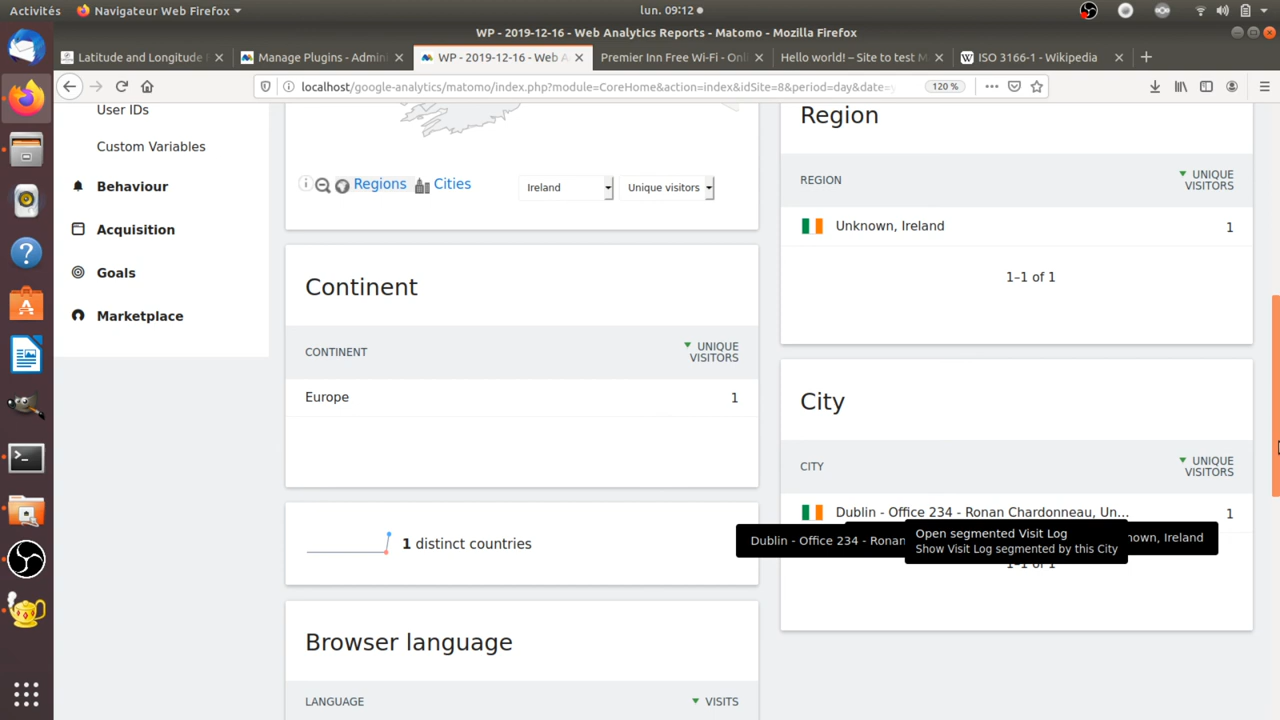 Activités
Navigateur Web Firefox
lun. 09:12
WP - 2019-12-16 - Web Analytics Reports - Matomo - Mozilla Firefox
Latitude and Longitude F
Manage Plugins - Admini
WP - 2019-12-16 - Web A
Premier Inn Free Wi-Fi - Onl
Hello world! – Site to test M
ISO 3166-1 - Wikipedia
localhost/google-analytics/matomo/index.php?module=CoreHome&action=index&idSite=8&period=day&date=
120 %
User IDs
Custom Variables
Behaviour
Acquisition
Goals
Marketplace
Regions
Cities
Ireland
Unique visitors
Continent
CONTINENT
UNIQUE
VISITORS
Europe
1
1 distinct countries
Browser language
LANGUAGE
VISITS
Region
REGION
UNIQUE
VISITORS
Unknown, Ireland
1
1–1 of 1
City
CITY
UNIQUE
VISITORS
Dublin - Office 234 - Ronan Chardonneau, Un...
1
Dublin - Office 234 - Ronan
nown, Ireland
Open segmented Visit Log
Show Visit Log segmented by this City
1–1 of 1